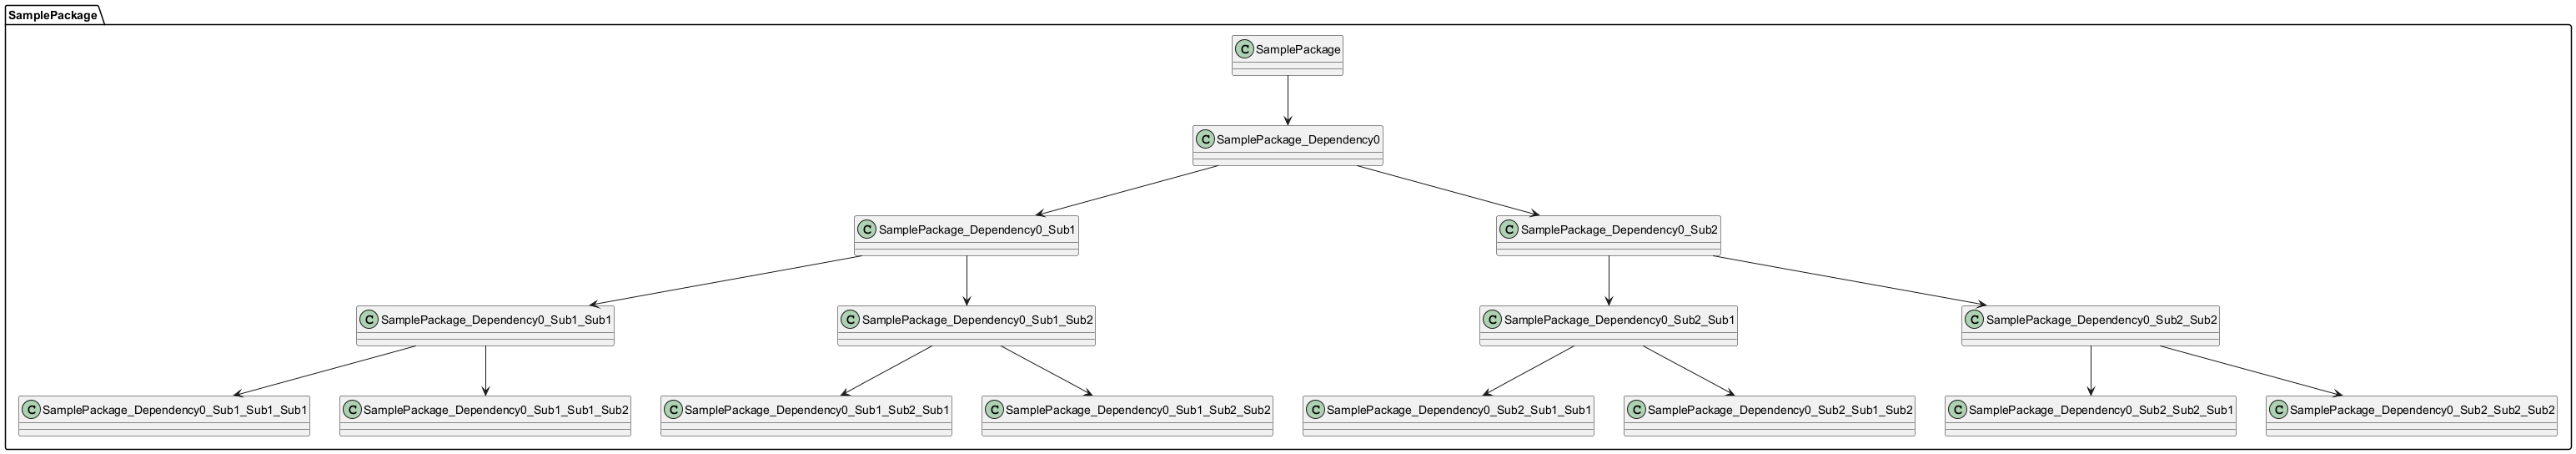 SamplePackage
C SamplePackage
C SamplePackage_Dependency0
C SamplePackage_Dependency0_Sub1
C SamplePackage_Dependency0_Sub2
C SamplePackage_Dependency0_Sub1_Sub1
C SamplePackage_Dependency0_Sub1_Sub2
C SamplePackage_Dependency0_Sub2_Sub1
C SamplePackage_Dependency0_Sub2_Sub2
C SamplePackage_Dependency0_Sub1_Sub1_Sub1
C SamplePackage_Dependency0_Sub1_Sub1_Sub2
C SamplePackage_Dependency0_Sub1_Sub2_Sub1
C SamplePackage_Dependency0_Sub1_Sub2_Sub2
C SamplePackage_Dependency0_Sub2_Sub1_Sub1
C SamplePackage_Dependency0_Sub2_Sub1_Sub2
C SamplePackage_Dependency0_Sub2_Sub2_Sub1
C SamplePackage_Dependency0_Sub2_Sub2_Sub2